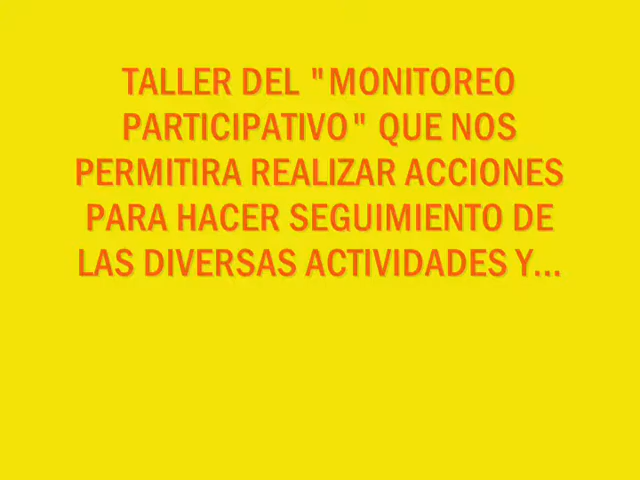 TALLER DEL "MONITOREO
PARTICIPATIVO" QUE NOS
PERMITIRA REALIZAR ACCIONES
PARA HACER SEGUIMIENTO DE
LAS DIVERSAS ACTIVIDADES Y...